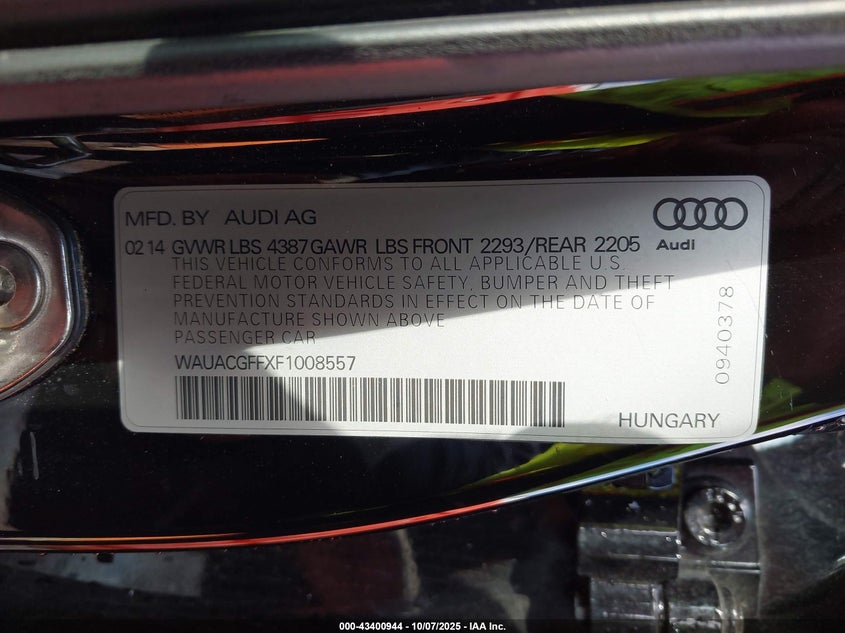 MFD. BY AUDI AG
02 14 GVWR LBS 4387 GAWR LBS FRONT 2293/REAR 2205
Audi
THIS VEHICLE CONFORMS TO ALL APPLICABLE U.S.
FEDERAL MOTOR VEHICLE SAFETY, BUMPER AND THEFT
PREVENTION STANDARDS IN EFFECT ON THE DATE OF
MANUFACTURE SHOWN ABOVE
PASSENGER CAR
WAUACGFFXF1008557
0940378
HUNGARY
000-43400944 - 10/07/2025 - IAA Inc.